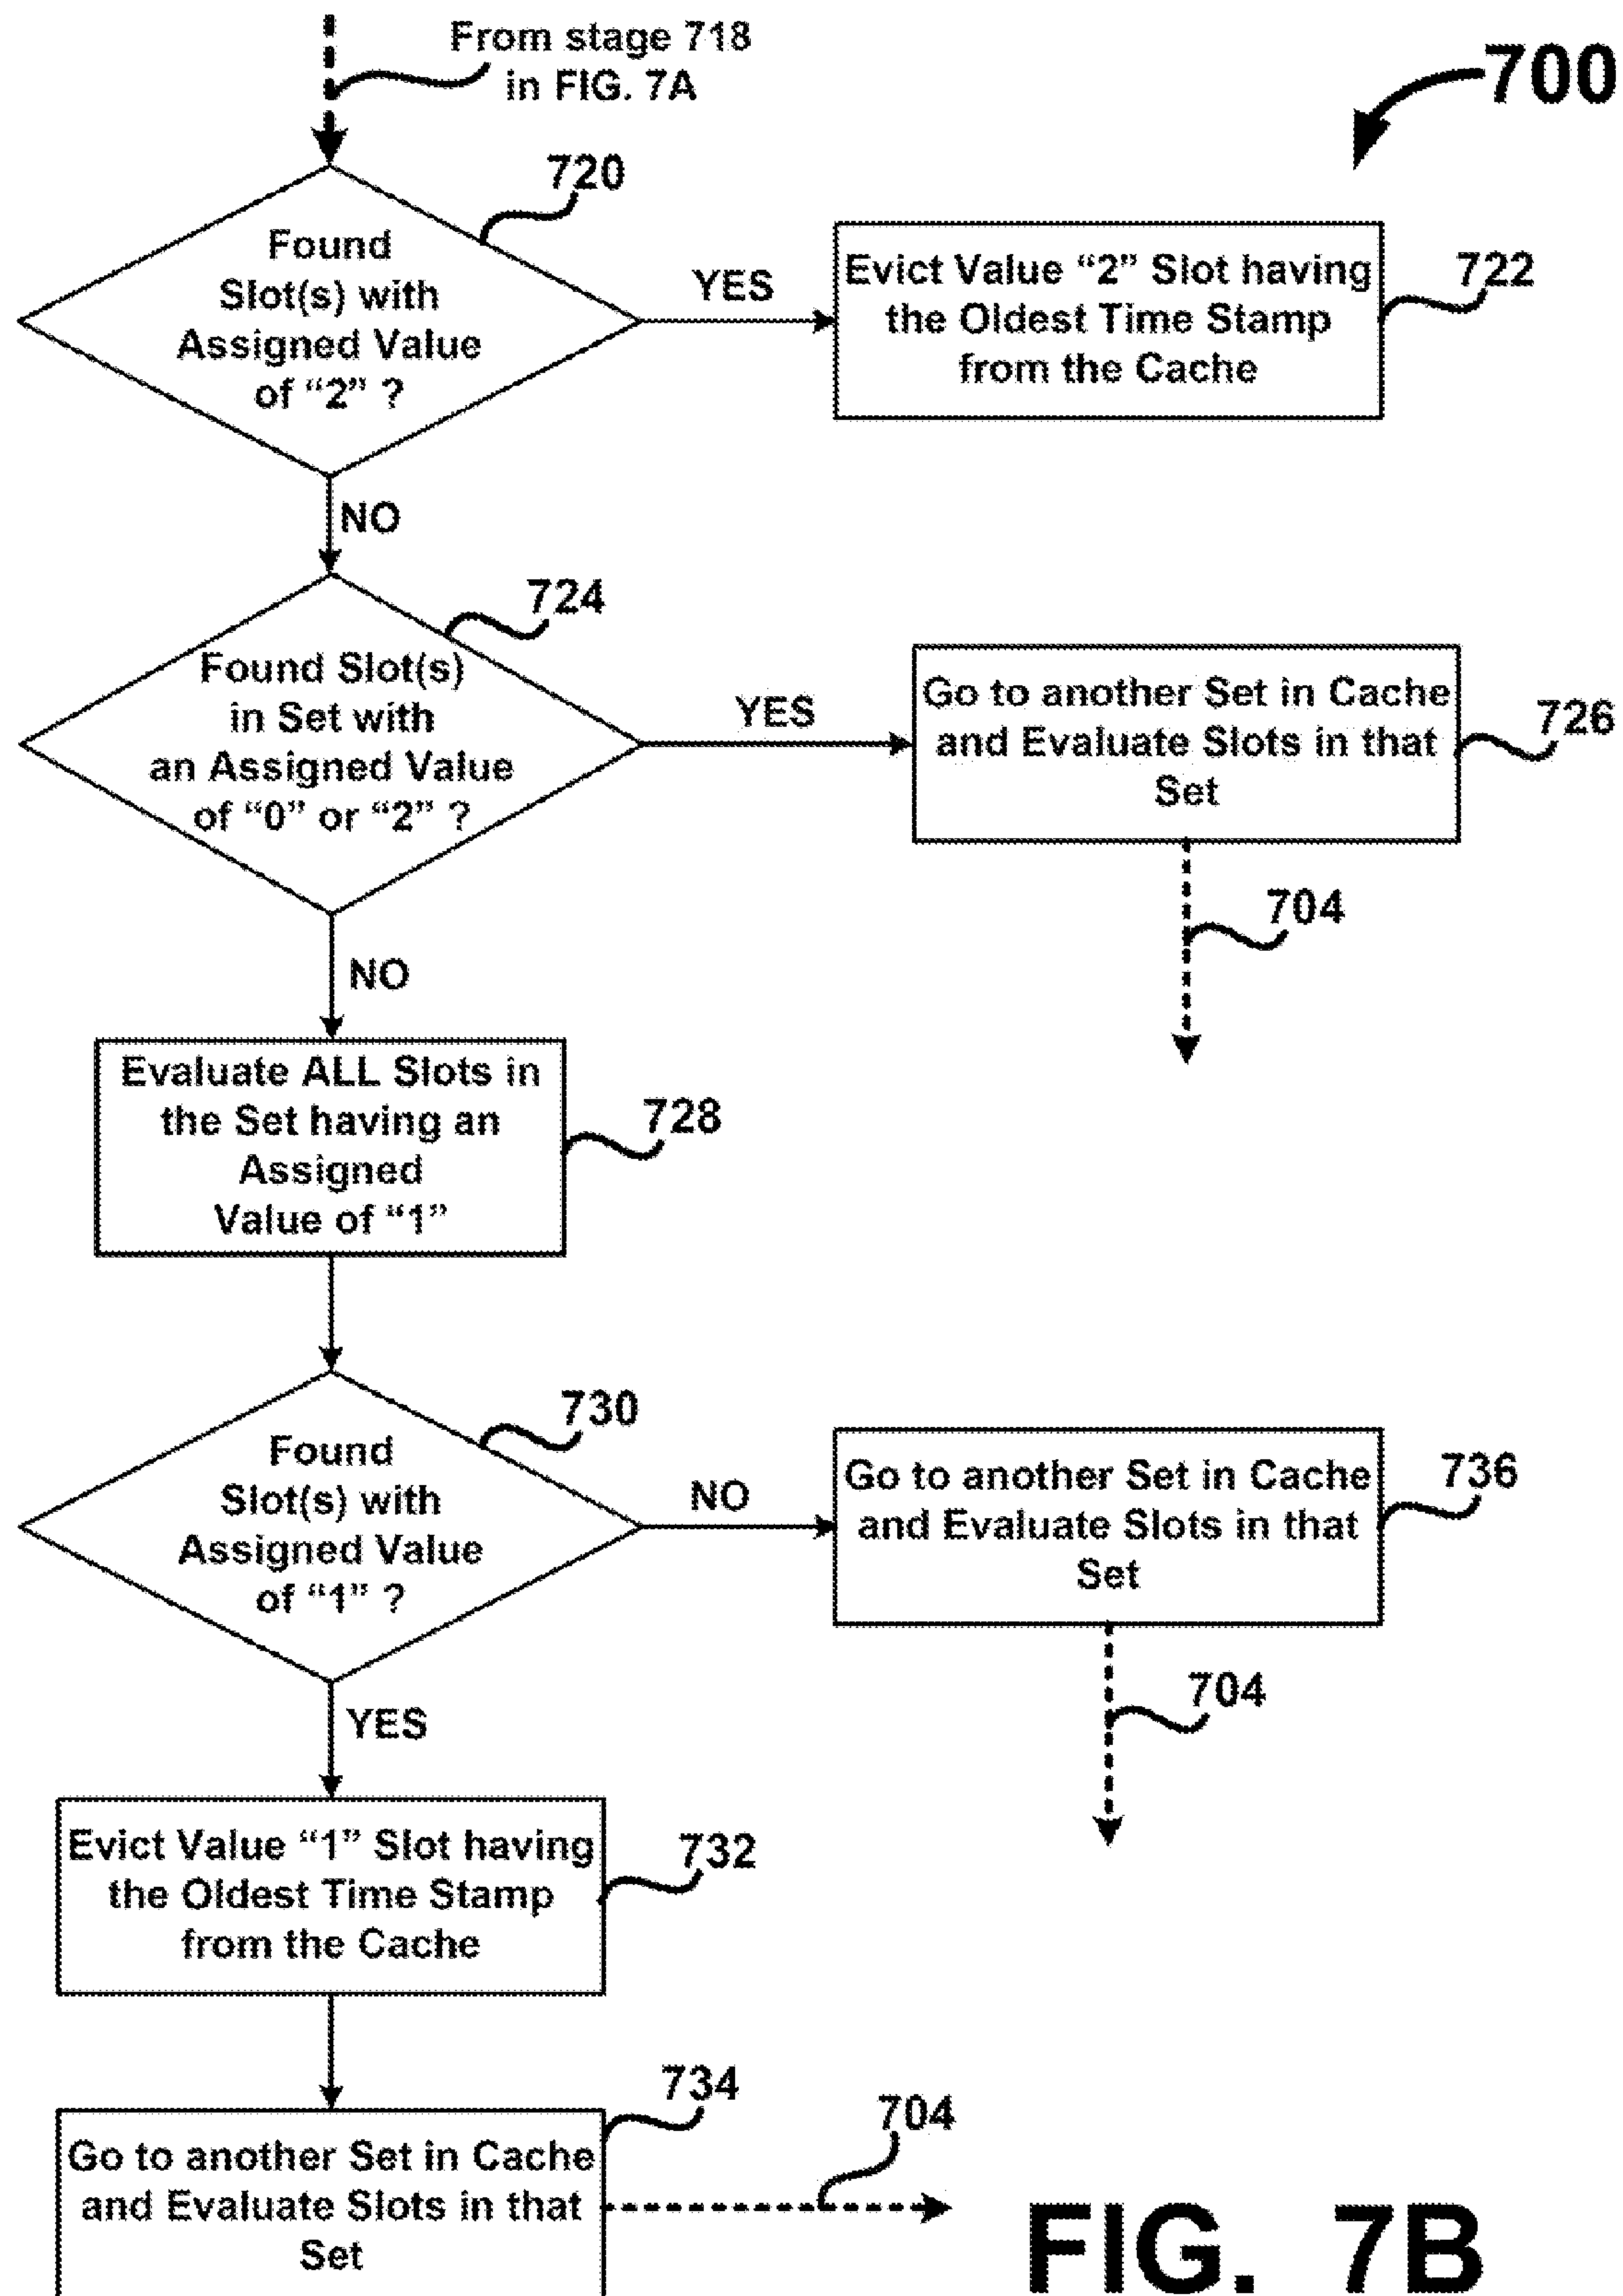 From stage 718
in FIG. 7A
700
720
Found
Slot(s) with
Assigned Value
of “2” ?
YES
Evict Value “2” Slot having
the Oldest Time Stamp
from the Cache
722
NO
724
Found Slot(s)
in Set with
an Assigned Value
of “0” or “2” ?
YES
Go to another Set in Cache
and Evaluate Slots in that
Set
726
704
NO
Evaluate ALL Slots in
the Set having an
Assigned
Value of “1”
728
730
Found
Slot(s) with
Assigned Value
of “1” ?
NO
Go to another Set in Cache
and Evaluate Slots in that
Set
736
704
YES
Evict Value “1” Slot having
the Oldest Time Stamp
from the Cache
732
734
Go to another Set in Cache
and Evaluate Slots in that
Set
704
FIG. 7B